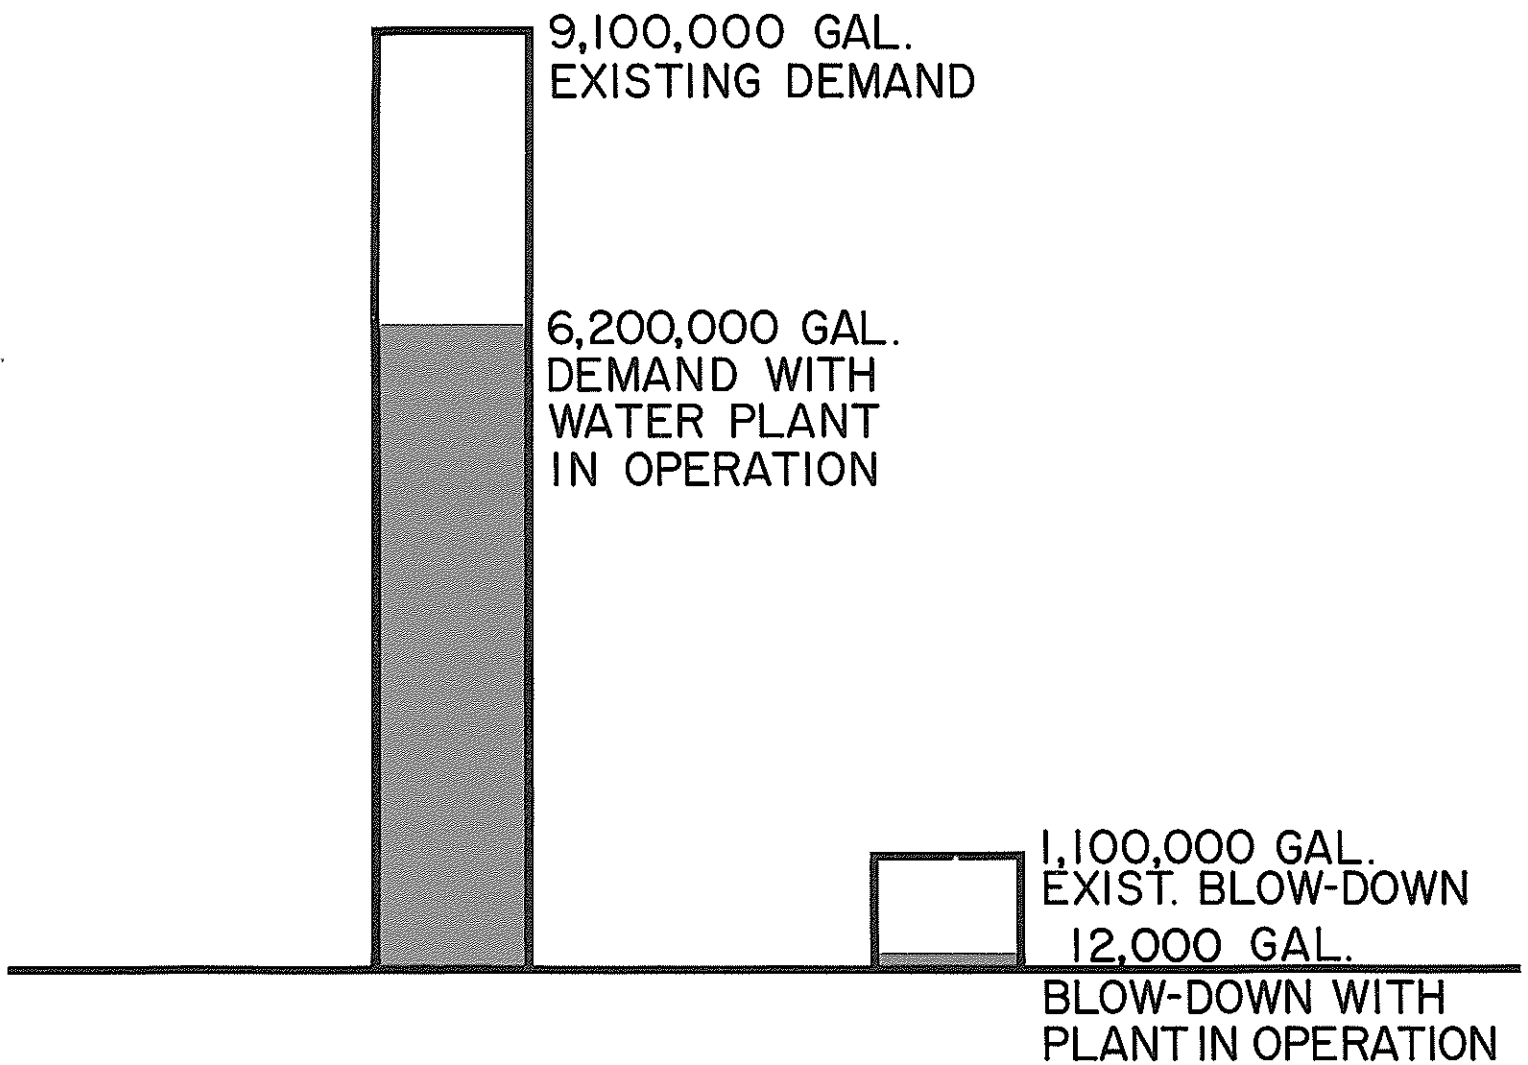 9,100,000 GAL.
EXISTING DEMAND
6,200,000 GAL.
DEMAND WITH
WATER PLANT
IN OPERATION
1,100,000 GAL.
EXIST. BLOW-DOWN
12,000 GAL.
BLOW-DOWN WITH
PLANT IN OPERATION